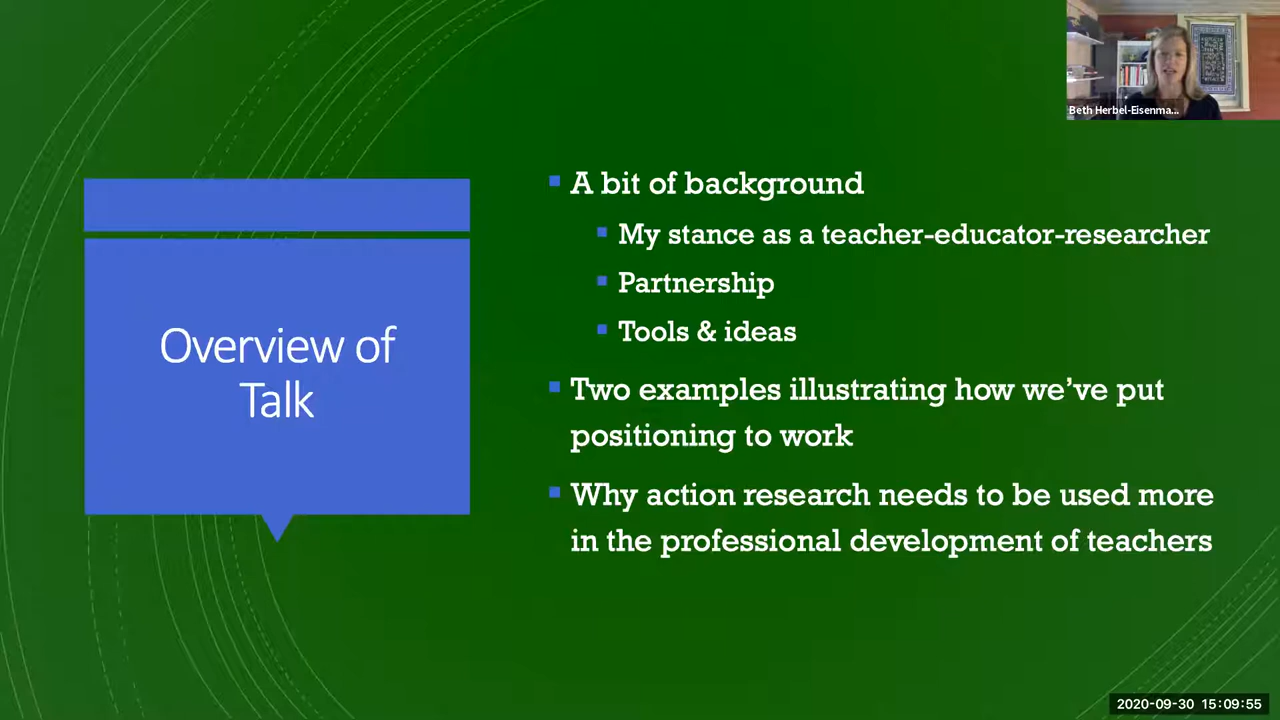 Beth Herbel-Eisenma...
A bit of background
My stance as a teacher-educator-researcher
Partnership
Tools & ideas
Overview of
Talk
Two examples illustrating how we've put
positioning to work
Why action research needs to be used more
in the professional development of teachers
2020-09-30 15:09:55